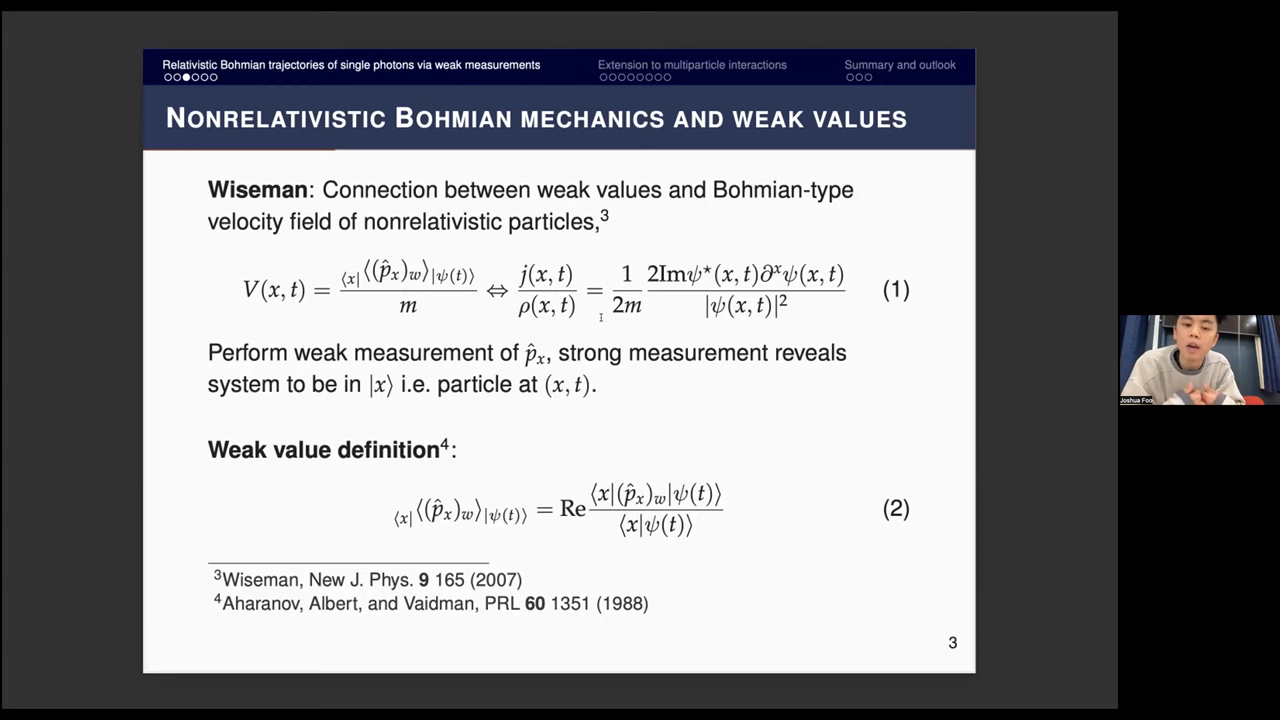 Relativistic Bohmian trajectories of single photons via weak measurements
Extension to multiparticle interactions
Summary and outlook
NONRELATIVISTIC BOHMIAN MECHANICS AND WEAK VALUES
Wiseman: Connection between weak values and Bohmian-type
velocity field of nonrelativistic particles,³
V(x, t) = ⟨x|⟨(p̂ₓ)w⟩|ψ(t)⟩ / m ⇔ j(x, t) / ρ(x, t) = 1 / 2m 2Imψ⋆(x, t)∂ˣψ(x, t) / |ψ(x, t)|² (1)
Perform weak measurement of p̂ₓ, strong measurement reveals
system to be in |x⟩ i.e. particle at (x, t).
Weak value definition⁴:
⟨x|⟨(p̂ₓ)w⟩|ψ(t)⟩ = Re ⟨x|(p̂ₓ)w|ψ(t)⟩ / ⟨x|ψ(t)⟩ (2)
³Wiseman, New J. Phys. 9 165 (2007)
⁴Aharanov, Albert, and Vaidman, PRL 60 1351 (1988)
3
Joshua Foo